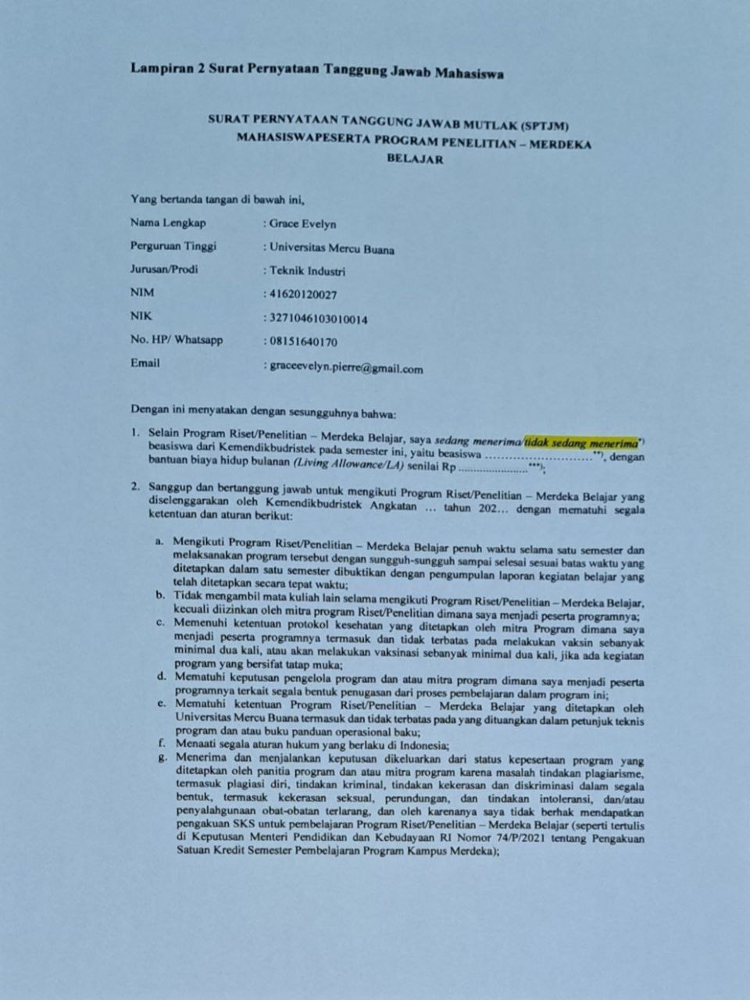 Lampiran 2 Surat Pernyataan Tanggung Jawab Mahasiswa
SURAT PERNYATAAN TANGGUNG JAWAB MUTLAK (SPTJM)
MAHASISWAPESERTA PROGRAM PENELITIAN – MERDEKA
BELAJAR
Yang bertanda tangan di bawah ini,
Nama Lengkap : Grace Evelyn
Perguruan Tinggi : Universitas Mercu Buana
Jurusan/Prodi : Teknik Industri
NIM : 41620120027
NIK : 3271046103010014
No. HP/ Whatsapp : 08151640170
Email : graceevelyn.pierre@gmail.com
Dengan ini menyatakan dengan sesungguhnya bahwa:
1. Selain Program Riset/Penelitian – Merdeka Belajar, saya sedang menerima/tidak sedang menerima*)
beasiswa dari Kemendikbudristek pada semester ini, yaitu beasiswa ............................**), dengan
bantuan biaya hidup bulanan (Living Allowance/LA) senilai Rp ........................***);
2. Sanggup dan bertanggung jawab untuk mengikuti Program Riset/Penelitian – Merdeka Belajar yang
diselenggarakan oleh Kemendikbudristek Angkatan ... tahun 202... dengan mematuhi segala
ketentuan dan aturan berikut:
a. Mengikuti Program Riset/Penelitian – Merdeka Belajar penuh waktu selama satu semester dan
melaksanakan program tersebut dengan sungguh-sungguh sampai selesai sesuai batas waktu yang
ditetapkan dalam satu semester dibuktikan dengan pengumpulan laporan kegiatan belajar yang
telah ditetapkan secara tepat waktu;
b. Tidak mengambil mata kuliah lain selama mengikuti Program Riset/Penelitian – Merdeka Belajar,
kecuali diizinkan oleh mitra program Riset/Penelitian dimana saya menjadi peserta programnya;
c. Memenuhi ketentuan protokol kesehatan yang ditetapkan oleh mitra Program dimana saya
menjadi peserta programnya termasuk dan tidak terbatas pada melakukan vaksin sebanyak
minimal dua kali, atau akan melakukan vaksinasi sebanyak minimal dua kali, jika ada kegiatan
program yang bersifat tatap muka;
d. Mematuhi keputusan pengelola program dan atau mitra program dimana saya menjadi peserta
programnya terkait segala bentuk penugasan dari proses pembelajaran dalam program ini;
e. Mematuhi ketentuan Program Riset/Penelitian – Merdeka Belajar yang ditetapkan oleh
Universitas Mercu Buana termasuk dan tidak terbatas pada yang dituangkan dalam petunjuk teknis
program dan atau buku panduan operasional baku;
f. Menaati segala aturan hukum yang berlaku di Indonesia;
g. Menerima dan menjalankan keputusan dikeluarkan dari status kepesertaan program yang
ditetapkan oleh panitia program dan atau mitra program karena masalah tindakan plagiarisme,
termasuk plagiasi diri, tindakan kriminal, tindakan kekerasan dan diskriminasi dalam segala
bentuk, termasuk kekerasan seksual, perundungan, dan tindakan intoleransi, dan/atau
penyalahgunaan obat-obatan terlarang, dan oleh karenanya saya tidak berhak mendapatkan
pengakuan SKS untuk pembelajaran Program Riset/Penelitian – Merdeka Belajar (seperti tertulis
di Keputusan Menteri Pendidikan dan Kebudayaan RI Nomor 74/P/2021 tentang Pengakuan
Satuan Kredit Semester Pembelajaran Program Kampus Merdeka);